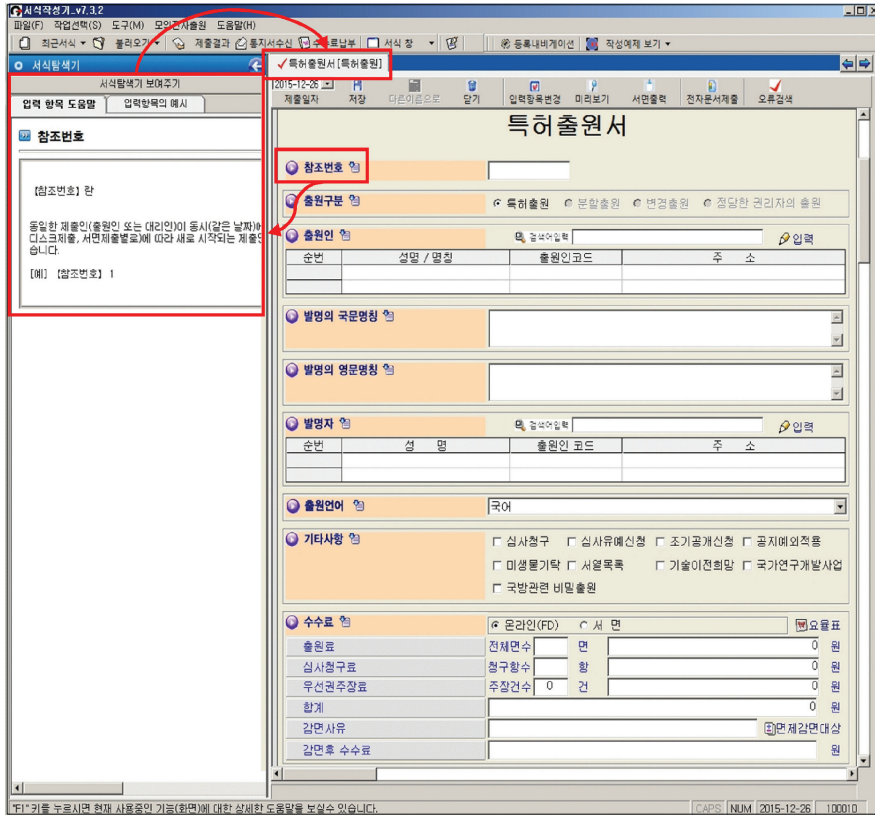 서식작성기_v7.3.2
파일(F) 작업선택(S) 도구(M) 모의전자출원 도움말(H)
최근서식 불러오기 제출결과 통지서수신 수수료납부 서식 창 등록내비게이션 작성예제 보기
서식탐색기
서식탐색기 보여주기
입력 항목 도움말 입력항목의 예시
참조번호
【참조번호】란
동일한 제출인(출원인 또는 대리인)이 동시(같은 날짜)에
디스크제출, 서면제출별로)에 따라 새로 시작되는 제출인
습니다.
[예] 【참조번호】 1
특허출원서[특허출원]
2015-12-26
제출일자 저장 다른이름으로 닫기 입력항목변경 미리보기 서면출력 전자문서제출 오류검색
특허출원서
참조번호
출원구분 특허출원 분할출원 변경출원 정당한 권리자의 출원
출원인 검색어입력 입력
순번 성명 / 명칭 출원인코드 주 소
발명의 국문명칭
발명의 영문명칭
발명자 검색어입력 입력
순번 성 명 출원인 코드 주 소
출원언어 국어
기타사항 심사청구 심사유예신청 조기공개신청 공지예외적용
미생물기탁 서열목록 기술이전희망 국가연구개발사업
국방관련 비밀출원
수수료 온라인(FD) 서 면 요율표
출원료 전체면수 면 0 원
심사청구료 청구항수 항 0 원
우선권주장료 주장건수 0 건 0 원
합계 0 원
감면사유 면제감면대상
감면후 수수료 원
"F1"키를 누르시면 현재 사용중인 기능(화면)에 대한 상세한 도움말을 보실수 있습니다. CAPS NUM 2015-12-26 100010